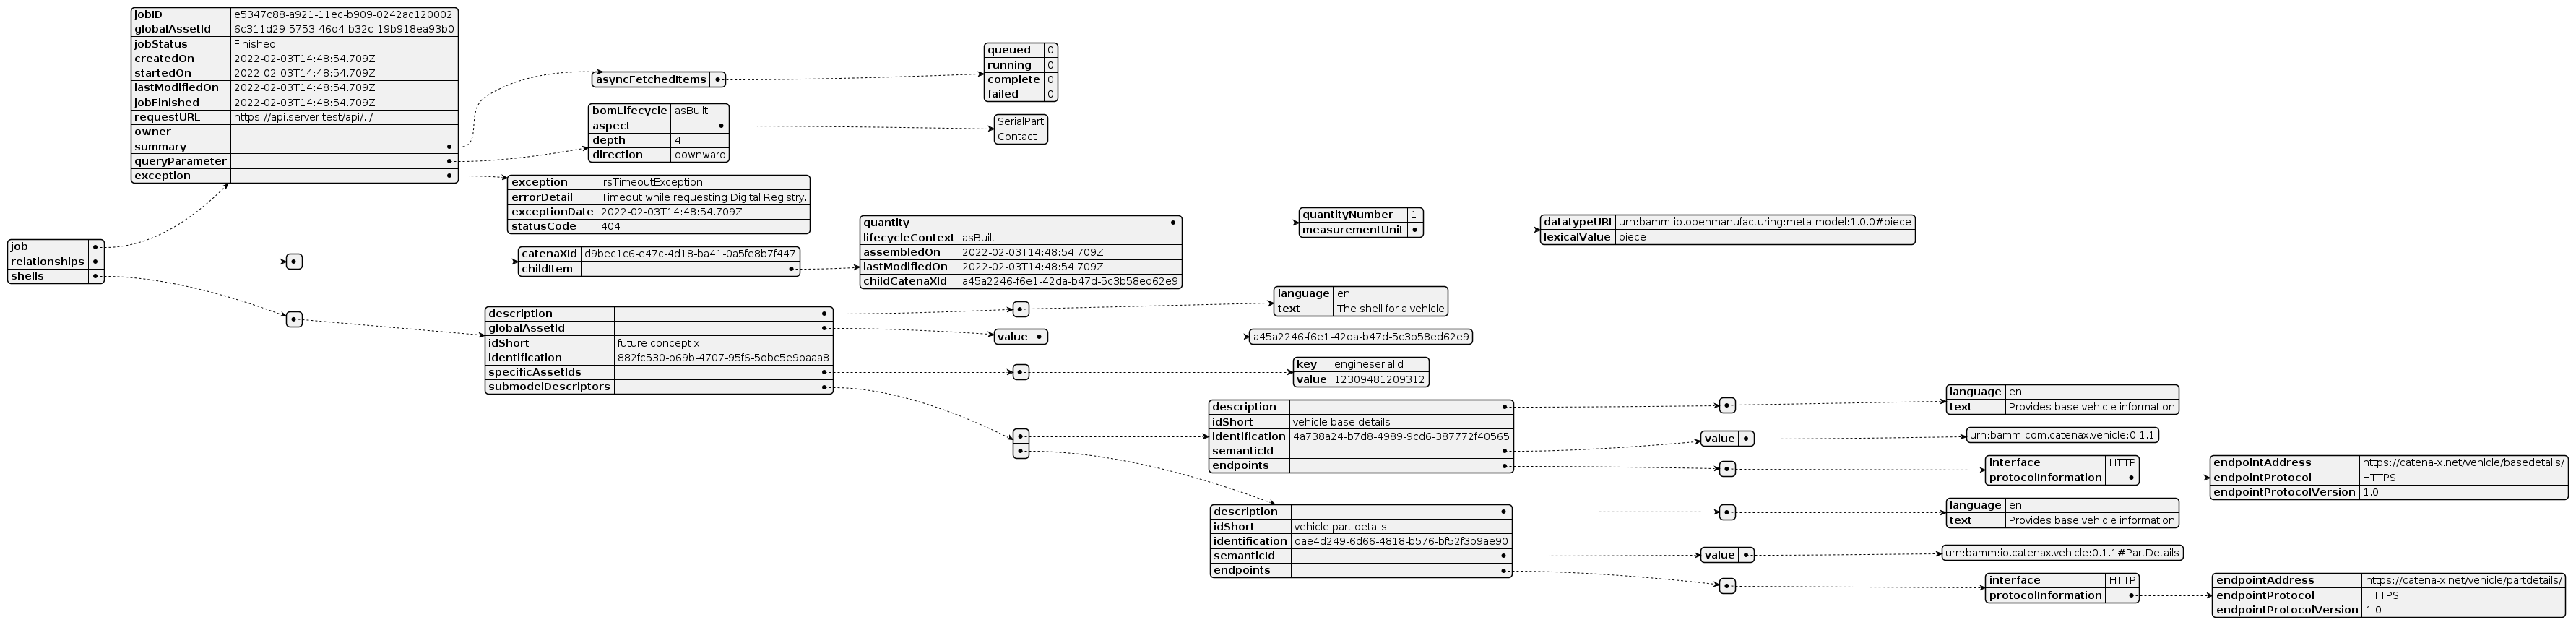 jobID e5347c88-a921-11ec-b909-0242ac120002
globalAssetId 6c311d29-5753-46d4-b32c-19b918ea93b0
jobStatus Finished
createdOn 2022-02-03T14:48:54.709Z
startedOn 2022-02-03T14:48:54.709Z
lastModifiedOn 2022-02-03T14:48:54.709Z
jobFinished 2022-02-03T14:48:54.709Z
requestURL https://api.server.test/api/../
owner
summary
queryParameter
exception
asyncFetchedItems
queued 0
running 0
complete 0
failed 0
bomLifecycle asBuilt
aspect
depth 4
direction downward
SerialPart
Contact
exception IrsTimeoutException
errorDetail Timeout while requesting Digital Registry.
exceptionDate 2022-02-03T14:48:54.709Z
statusCode 404
job
relationships
shells
catenaXId d9bec1c6-e47c-4d18-ba41-0a5fe8b7f447
childItem
quantity
lifecycleContext asBuilt
assembledOn 2022-02-03T14:48:54.709Z
lastModifiedOn 2022-02-03T14:48:54.709Z
childCatenaXId a45a2246-f6e1-42da-b47d-5c3b58ed62e9
quantityNumber 1
measurementUnit
datatypeURI urn:bamm:io.openmanufacturing:meta-model:1.0.0#piece
lexicalValue piece
description
globalAssetId
idShort future concept x
identification 882fc530-b69b-4707-95f6-5dbc5e9baaa8
specificAssetIds
submodelDescriptors
language en
text The shell for a vehicle
value
a45a2246-f6e1-42da-b47d-5c3b58ed62e9
key engineserialid
value 12309481209312
description
idShort vehicle base details
identification 4a738a24-b7d8-4989-9cd6-387772f40565
semanticId
endpoints
language en
text Provides base vehicle information
value
urn:bamm:com.catenax.vehicle:0.1.1
interface HTTP
protocolInformation
endpointAddress https://catena-x.net/vehicle/basedetails/
endpointProtocol HTTPS
endpointProtocolVersion 1.0
description
idShort vehicle part details
identification dae4d249-6d66-4818-b576-bf52f3b9ae90
semanticId
endpoints
language en
text Provides base vehicle information
value
urn:bamm:io.catenax.vehicle:0.1.1#PartDetails
interface HTTP
protocolInformation
endpointAddress https://catena-x.net/vehicle/partdetails/
endpointProtocol HTTPS
endpointProtocolVersion 1.0